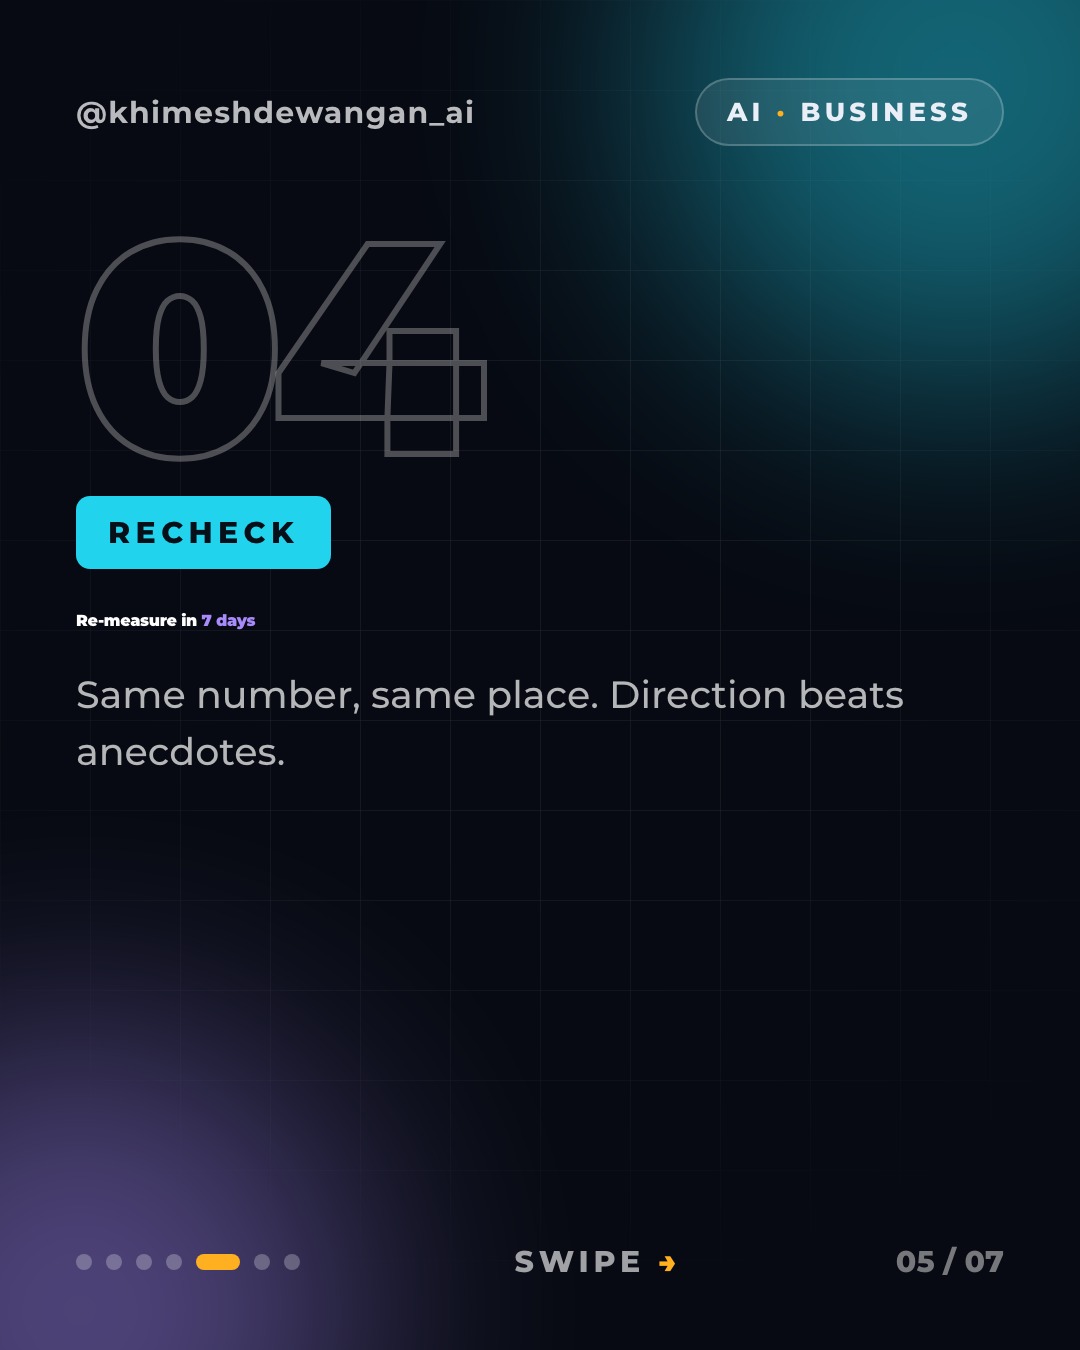 @khimeshdewangan_ai
AI · BUSINESS
04
RECHECK
Re-measure in 7 days
Same number, same place. Direction beats
anecdotes.
SWIPE →
05 / 07